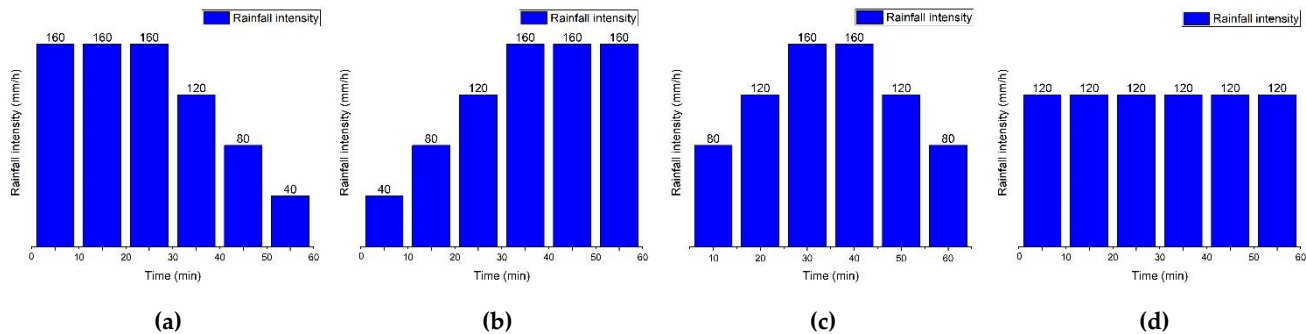 Rainfall intensity
160 160 160
120
80
40
Rainfall intensity (mm/h)
0 10 20 30 40 50 60
Time (min)
(a)
Rainfall intensity
160 160 160
120
80
40
Rainfall intensity (mm/h)
0 10 20 30 40 50 60
Time (min)
(b)
Rainfall intensity
160 160
120 120
80 80
Rainfall intensity (mm/h)
10 20 30 40 50 60
Time (min)
(c)
Rainfall intensity
120 120 120 120 120 120
Rainfall intensity (mm/h)
0 10 20 30 40 50 60
Time (min)
(d)